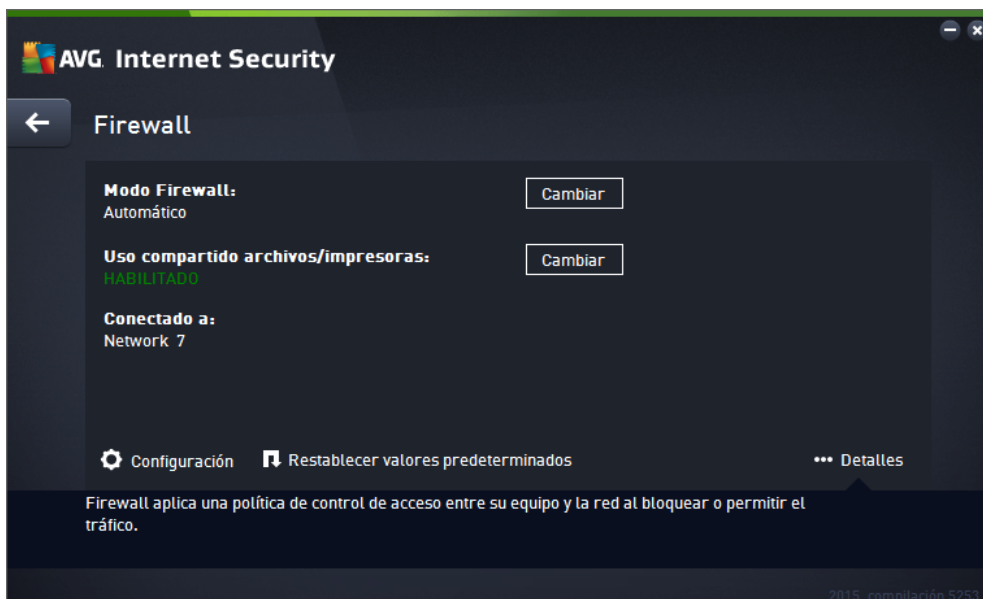 AVG. Internet Security
Firewall
Modo Firewall:
Cambiar
Automático
Uso compartido archivos/impresoras:
Cambiar
HABILITADO
Conectado a:
Network 7
Configuración
Restablecer valores predeterminados
Detalles
Firewall aplica una política de control de acceso entre su equipo y la red al bloquear o permitir el
tráfico.
2015 compilación 5253